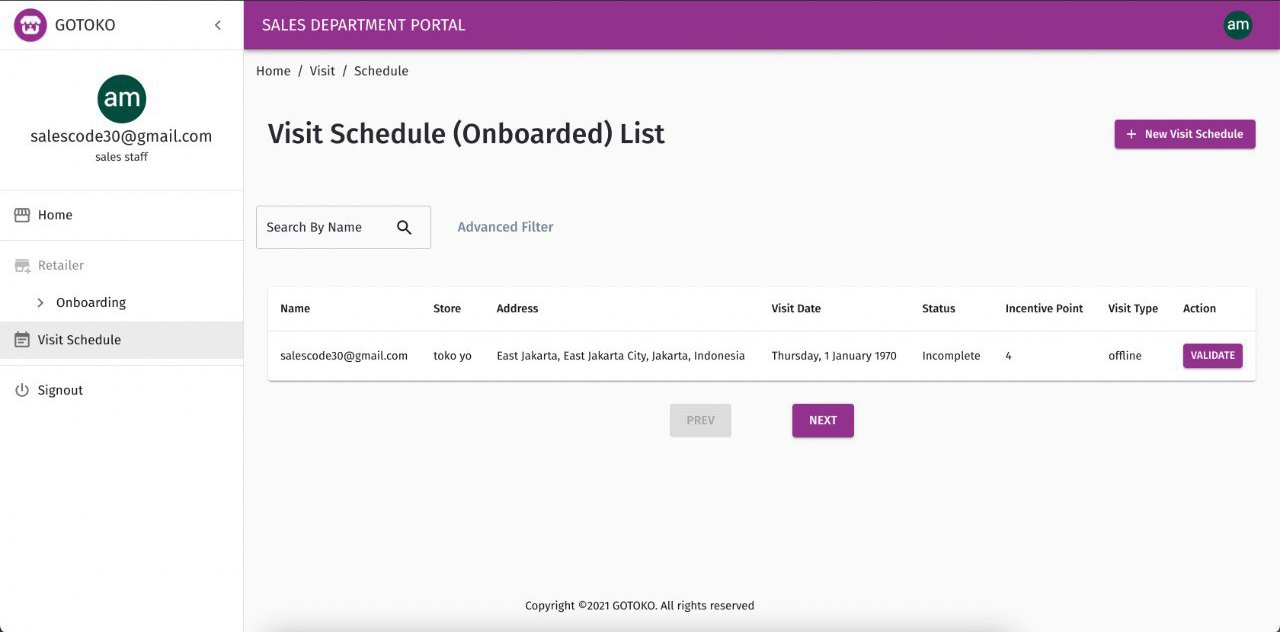 GOTOKO
SALES DEPARTMENT PORTAL
am
Home / Visit / Schedule
am
salescode30@gmail.com
sales staff
Home
Retailer
Onboarding
Visit Schedule
Signout
Visit Schedule (Onboarded) List
+ New Visit Schedule
Search By Name
Advanced Filter
Name Store Address Visit Date Status Incentive Point Visit Type Action
salescode30@gmail.com toko yo East Jakarta, East Jakarta City, Jakarta, Indonesia Thursday, 1 January 1970 Incomplete 4 offline VALIDATE
PREV NEXT
Copyright ©2021 GOTOKO. All rights reserved